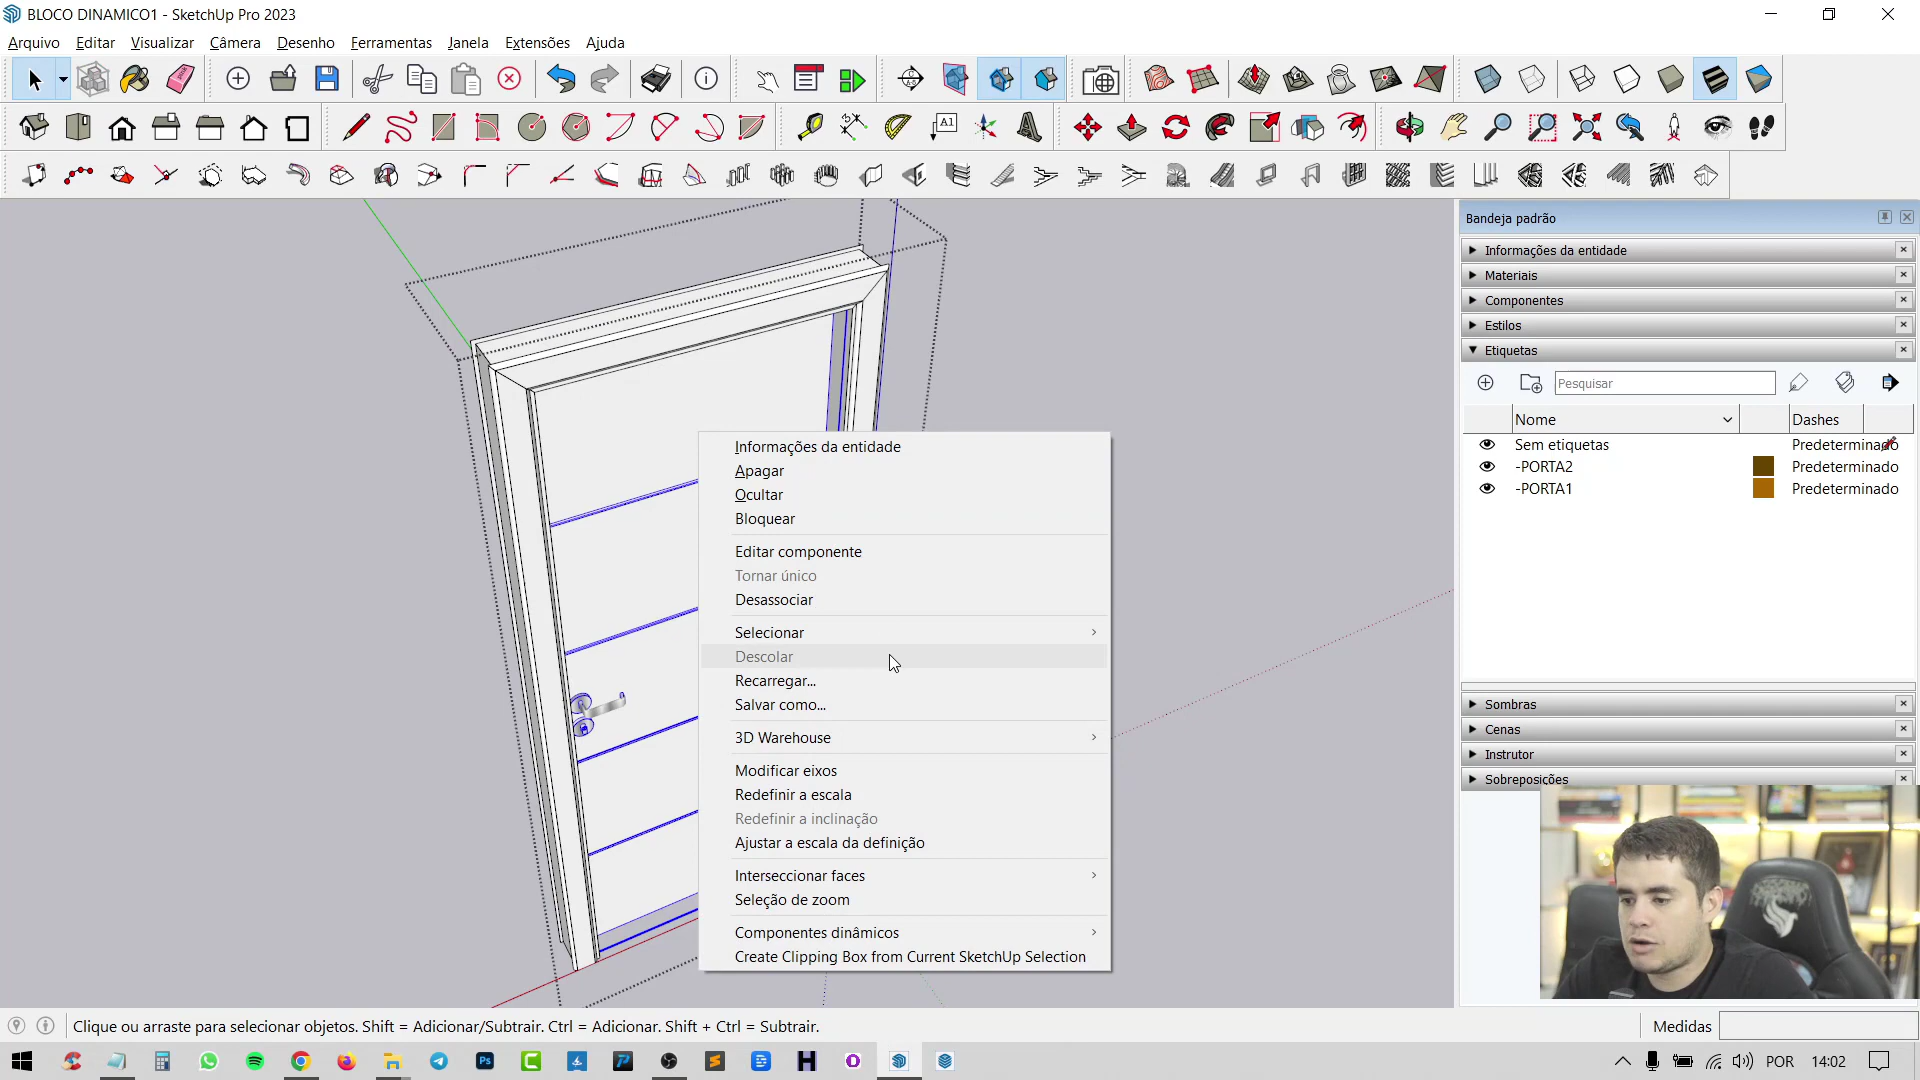 BLOCO DINAMICO1 - SketchUp Pro 2023
Arquivo Editar Visualizar Câmera Desenho Ferramentas Janela Extensões Ajuda
A1
Bandeja padrão
Informações da entidade
Materiais
Componentes
Estilos
Etiquetas
Pesquisar
Nome Dashes
Sem etiquetas Predeterminado
-PORTA2 Predeterminado
-PORTA1 Predeterminado
Sombras
Cenas
Instrutor
Sobreposições
Informações da entidade
Apagar
Ocultar
Bloquear
Editar componente
Tornar único
Desassociar
Selecionar
Descolar
Recarregar...
Salvar como...
3D Warehouse
Modificar eixos
Redefinir a escala
Redefinir a inclinação
Ajustar a escala da definição
Interseccionar faces
Seleção de zoom
Componentes dinâmicos
Create Clipping Box from Current SketchUp Selection
Clique ou arraste para selecionar objetos. Shift = Adicionar/Subtrair. Ctrl = Adicionar. Shift + Ctrl = Subtrair.
Medidas
Ps
POR 14:02